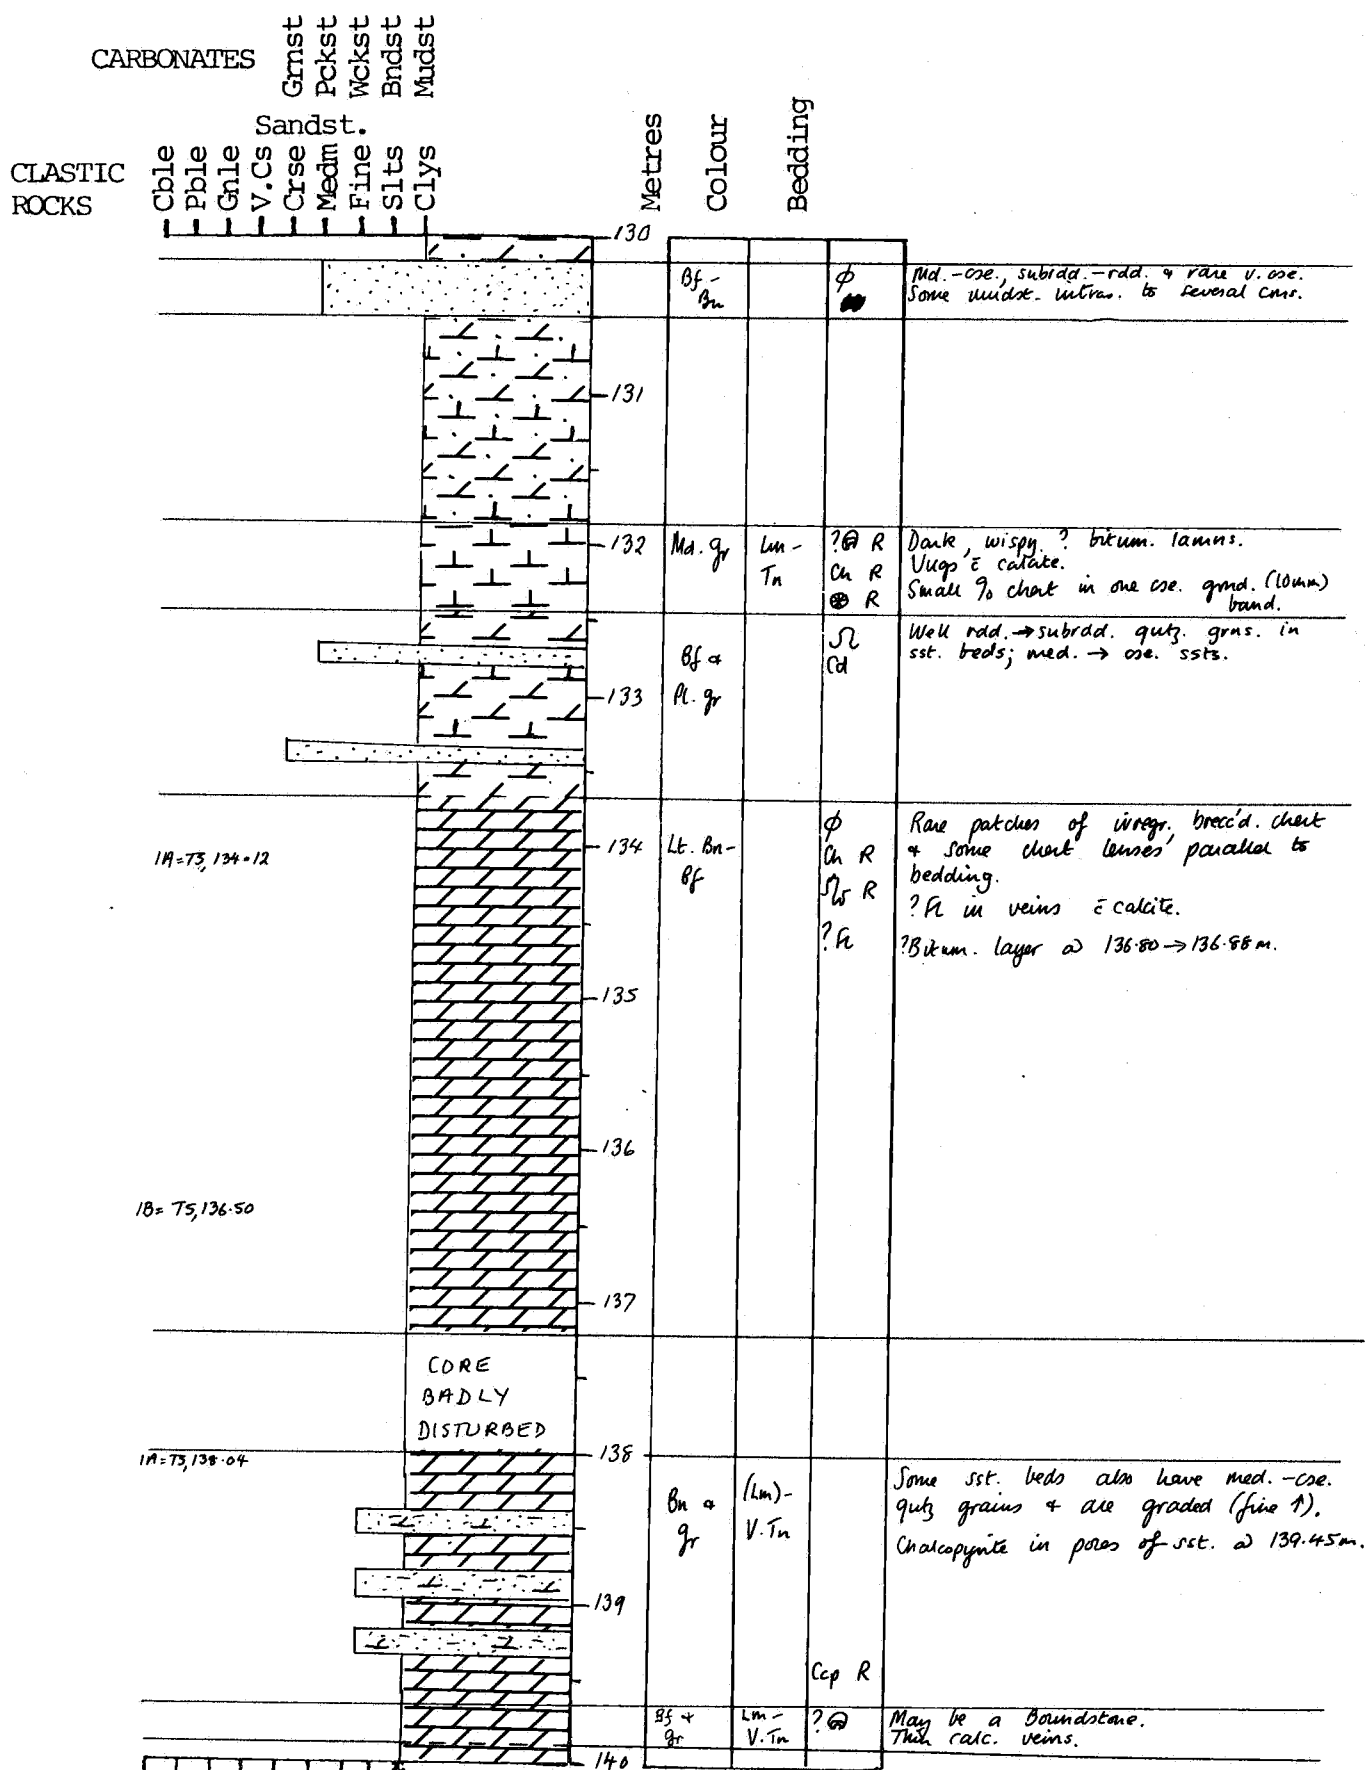 CARBONATES
Grnst
Pckst
Wckst
Bndst
Mudst
Sandst.
CLASTIC
ROCKS
Cble
Pble
Gnle
V.Cs
Crse
Medm
Fine
Slts
Clys
Metres
Colour
Bedding
130
Bf -
Bn
φ
Md.-cse., subrdd.-rdd. & rare v. cse.
Some mudst. intras. to several cms.
131
132
Md. gr
Lm -
Tn
? R
Ch R
R
Dark, wispy ? bitum. lamns.
Vugs c̄ calcite.
Small % chert in one cse. grnd. (10mm)
band.
Bf &
Pl. gr
Cd
Well rdd. → subrdd. qutz. grns. in
sst. beds; med. → cse. ssts.
133
1A=T5, 134.12
134
Lt. Bn-
Bf
φ
Ch R
R
? Fl
Rare patches of irregr., brecc'd. chert
& some chert lenses parallel to
bedding.
? Fl in veins c̄ calcite.
?Bitum. layer @ 136.80 → 136.88 m.
135
136
1B= T5, 136.50
137
CORE
BADLY
DISTURBED
138
1A=T5, 138.04
Bn &
gr
(Lm)-
V.Tn
Some sst. beds also have med.-cse.
qutz grains & are graded (fine ↑).
Chalcopyrite in pores of sst. @ 139.45m.
139
Ccp R
Bf &
gr
Lm -
V.Tn
?
May be a Boundstone.
Thin calc. veins.
140